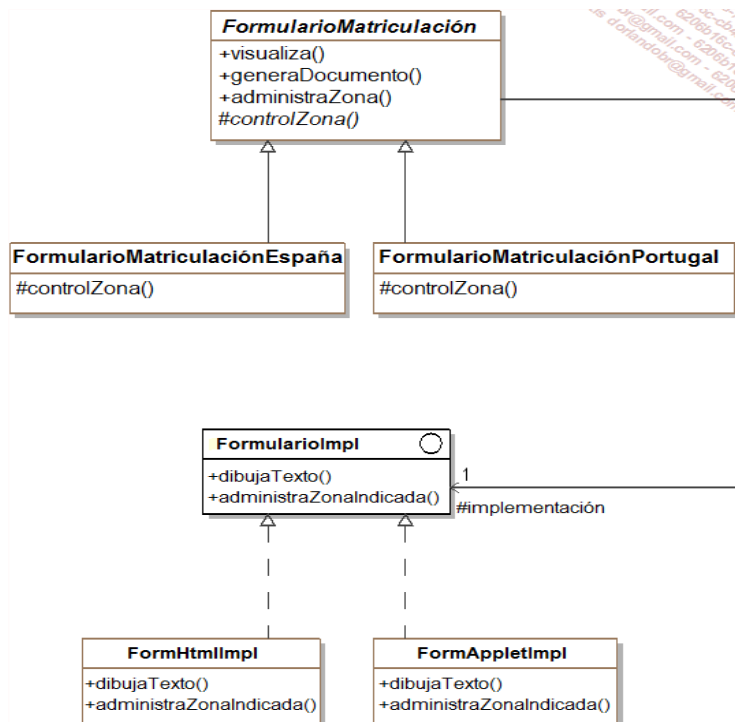 FormularioMatriculación
+visualiza()
+generaDocumento()
+administraZona()
#controlZona()
FormularioMatriculaciónEspaña
#controlZona()
FormularioMatriculaciónPortugal
#controlZona()
FormularioImpl
+dibujaTexto()
+administraZonaIndicada()
1
#implementación
FormHtmlImpl
+dibujaTexto()
+administraZonaIndicada()
FormAppletImpl
+dibujaTexto()
+administraZonaIndicada()